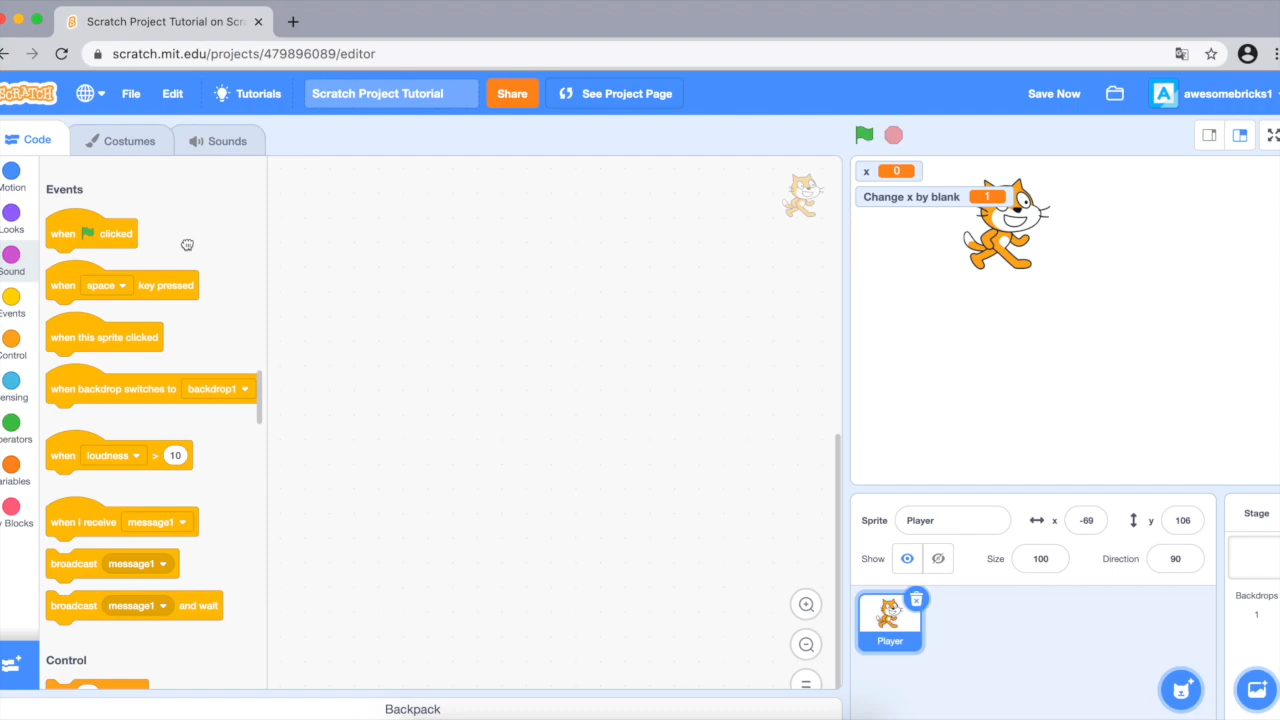 Scratch Project Tutorial on Scr
scratch.mit.edu/projects/479896089/editor
SCRATCH
File
Edit
Tutorials
Scratch Project Tutorial
Share
See Project Page
Save Now
A
awesomebricks1
Code
Costumes
Sounds
Motion
Looks
Sound
Events
Control
ensing
perators
ariables
y Blocks
Events
when clicked
when space key pressed
when this sprite clicked
when backdrop switches to backdrop1
when loudness > 10
when I receive message1
broadcast message1
broadcast message1 and wait
Control
x 0
Change x by blank 1
Sprite Player x -69 y 106
Show Size 100 Direction 90
Player
Stage
Backdrops
1
Backpack